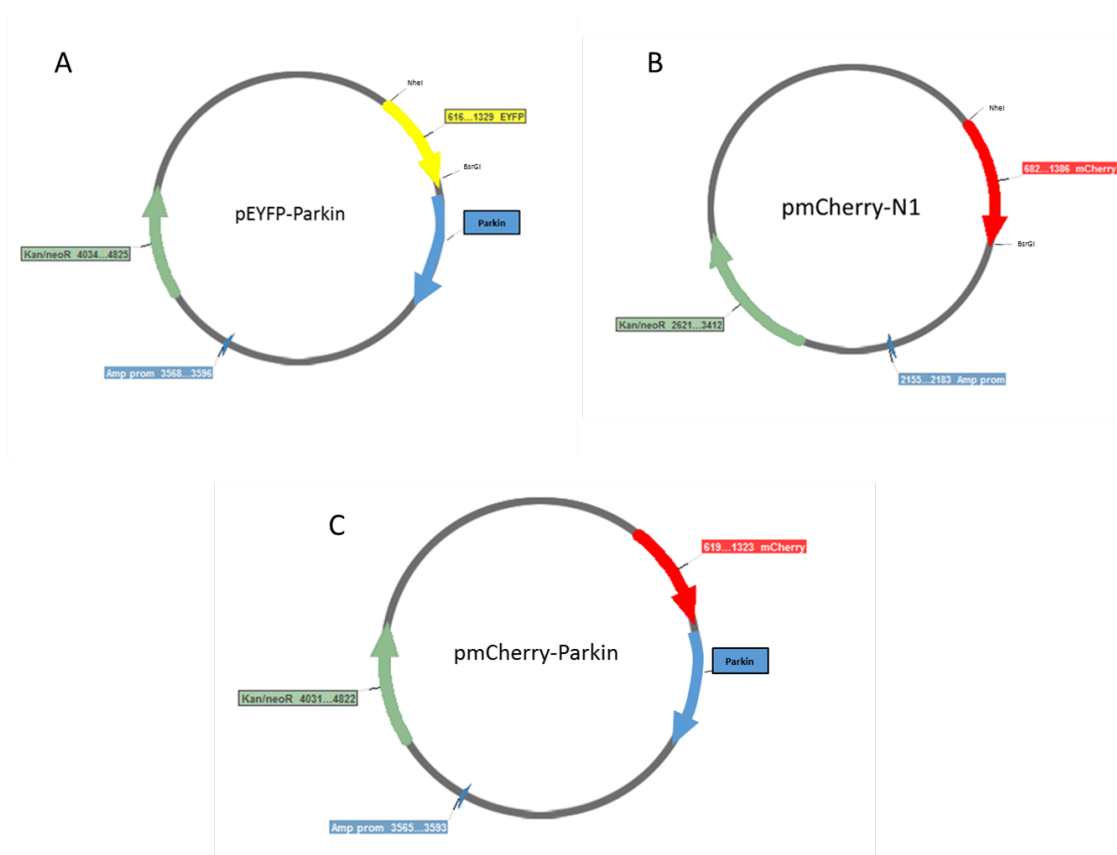 A
NheI
616...1329 EYFP
BsrGI
pEYFP-Parkin
Parkin
Kan/neoR 4034...4825
Amp prom 3568...3596
B
NheI
682...1386 mCherry
pmCherry-N1
BsrGI
Kan/neoR 2621...3412
2155...2183 Amp prom
C
619...1323 mCherry
pmCherry-Parkin
Parkin
Kan/neoR 4031...4822
Amp prom 3565...3593